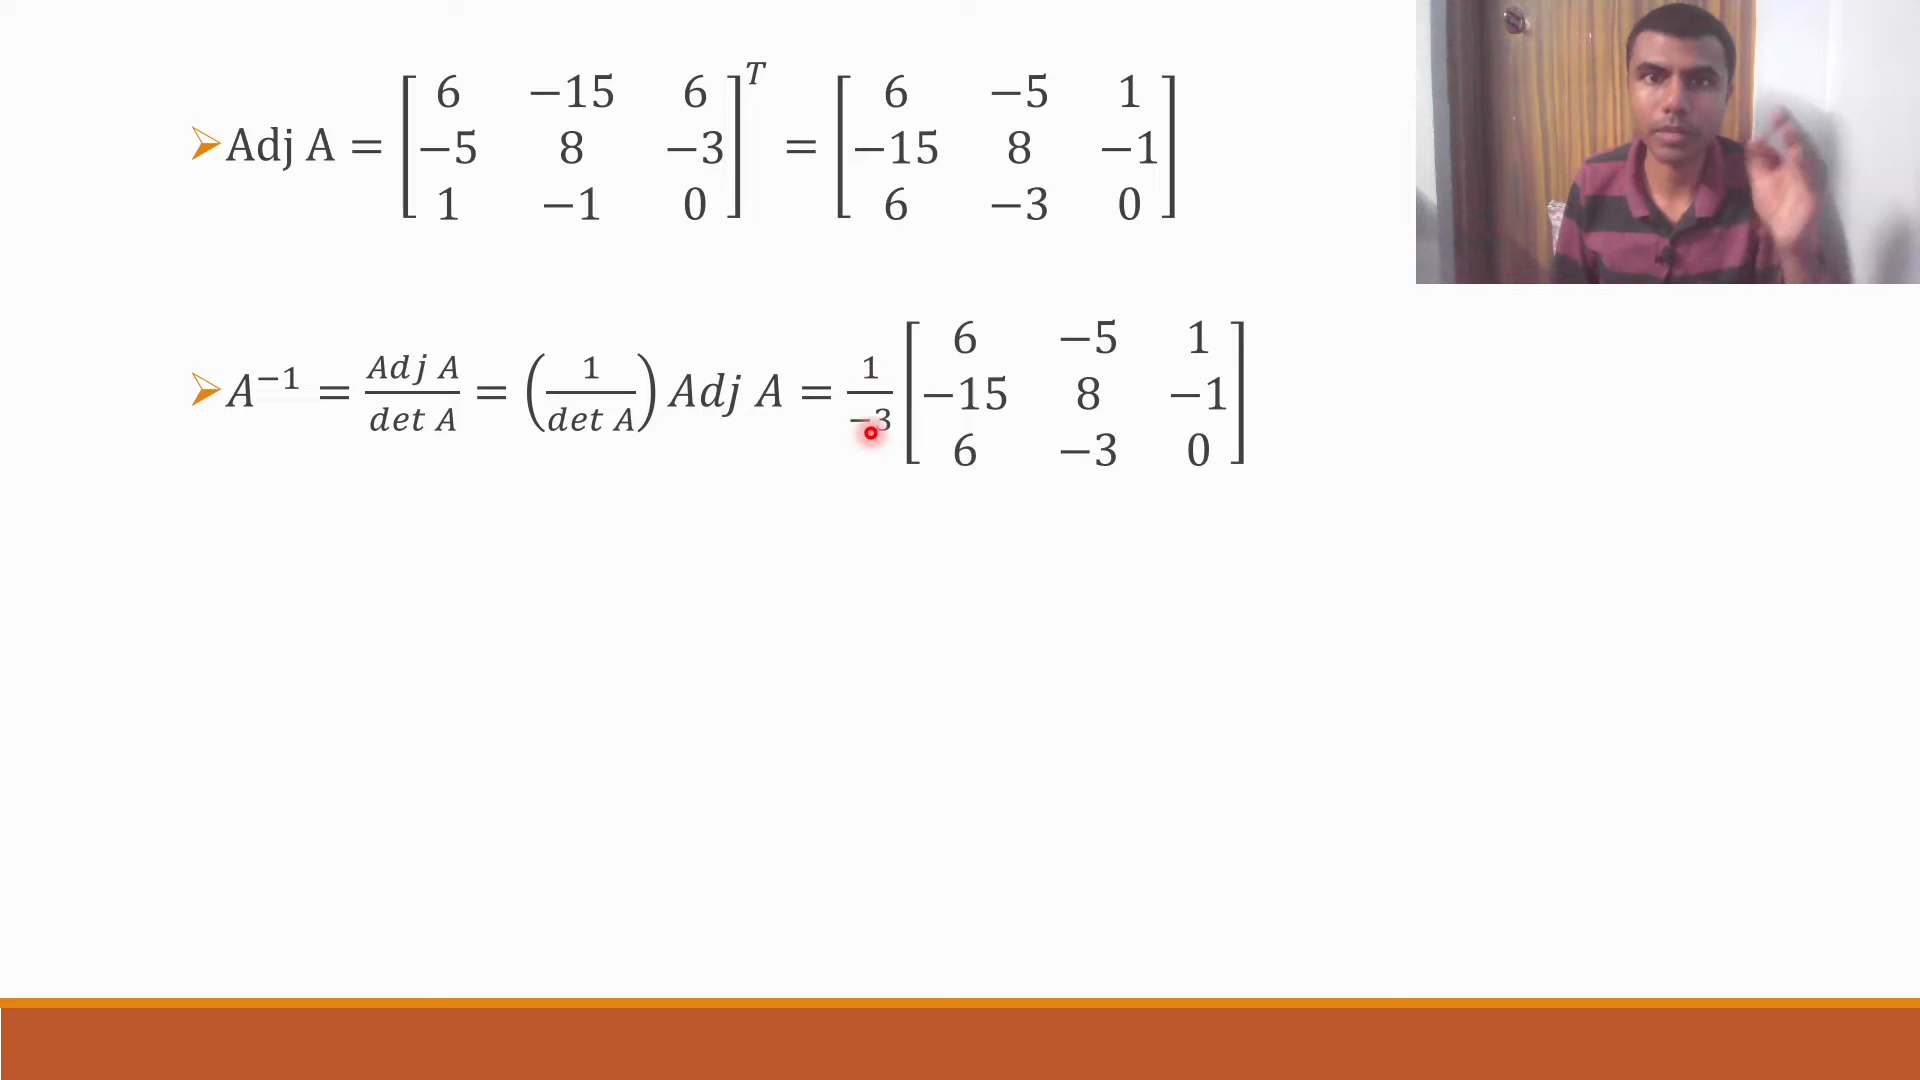 Adj A = [6 −15 6; −5 8 −3; 1 −1 0]^T = [6 −5 1; −15 8 −1; 6 −3 0]
A^−1 = Adj A / det A = (1 / det A) Adj A = 1 / −3 [6 −5 1; −15 8 −1; 6 −3 0]